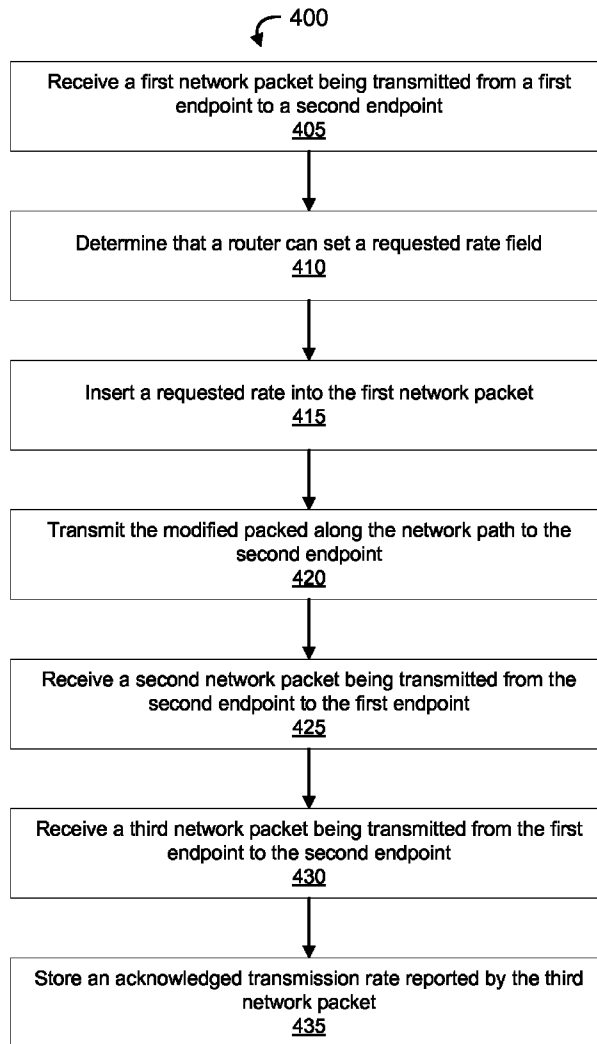 400
Receive a first network packet being transmitted from a first
endpoint to a second endpoint
405
Determine that a router can set a requested rate field
410
Insert a requested rate into the first network packet
415
Transmit the modified packed along the network path to the
second endpoint
420
Receive a second network packet being transmitted from the
second endpoint to the first endpoint
425
Receive a third network packet being transmitted from the first
endpoint to the second endpoint
430
Store an acknowledged transmission rate reported by the third
network packet
435